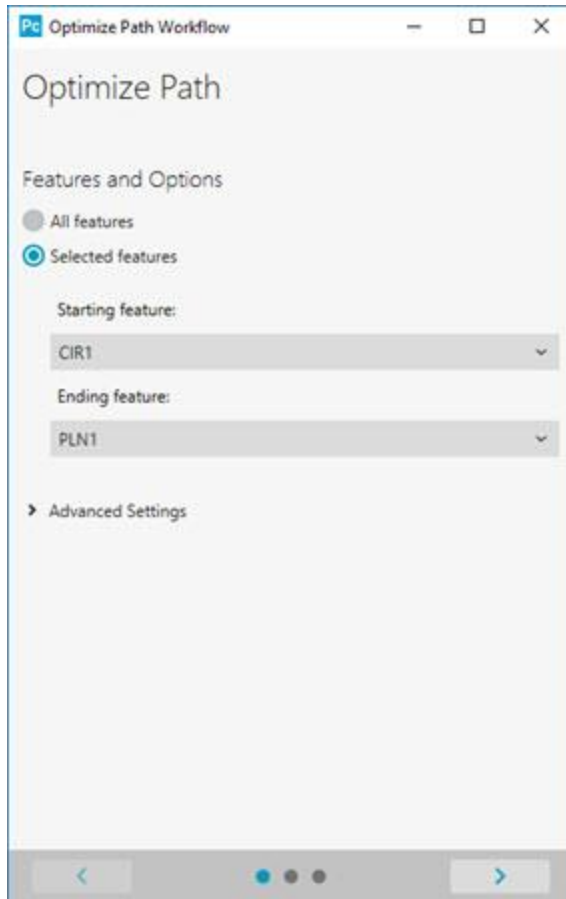 Pc Optimize Path Workflow
Optimize Path
Features and Options
All features
Selected features
Starting feature:
CIR1
Ending feature:
PLN1
Advanced Settings